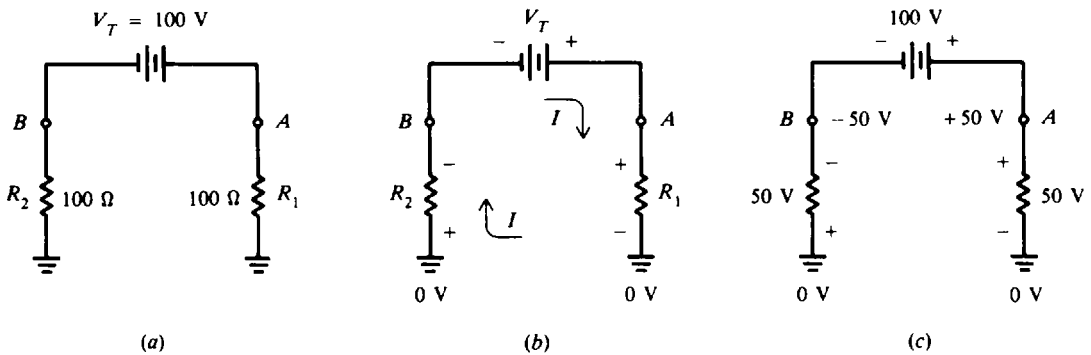 V_T = 100 V
B
A
R_2
100 Ω
100 Ω
R_1
(a)
V_T
− +
B
A
I
−
+
R_2
R_1
I
+
−
0 V
0 V
(b)
100 V
− +
B
− 50 V
+ 50 V
A
−
+
50 V
50 V
+
−
0 V
0 V
(c)